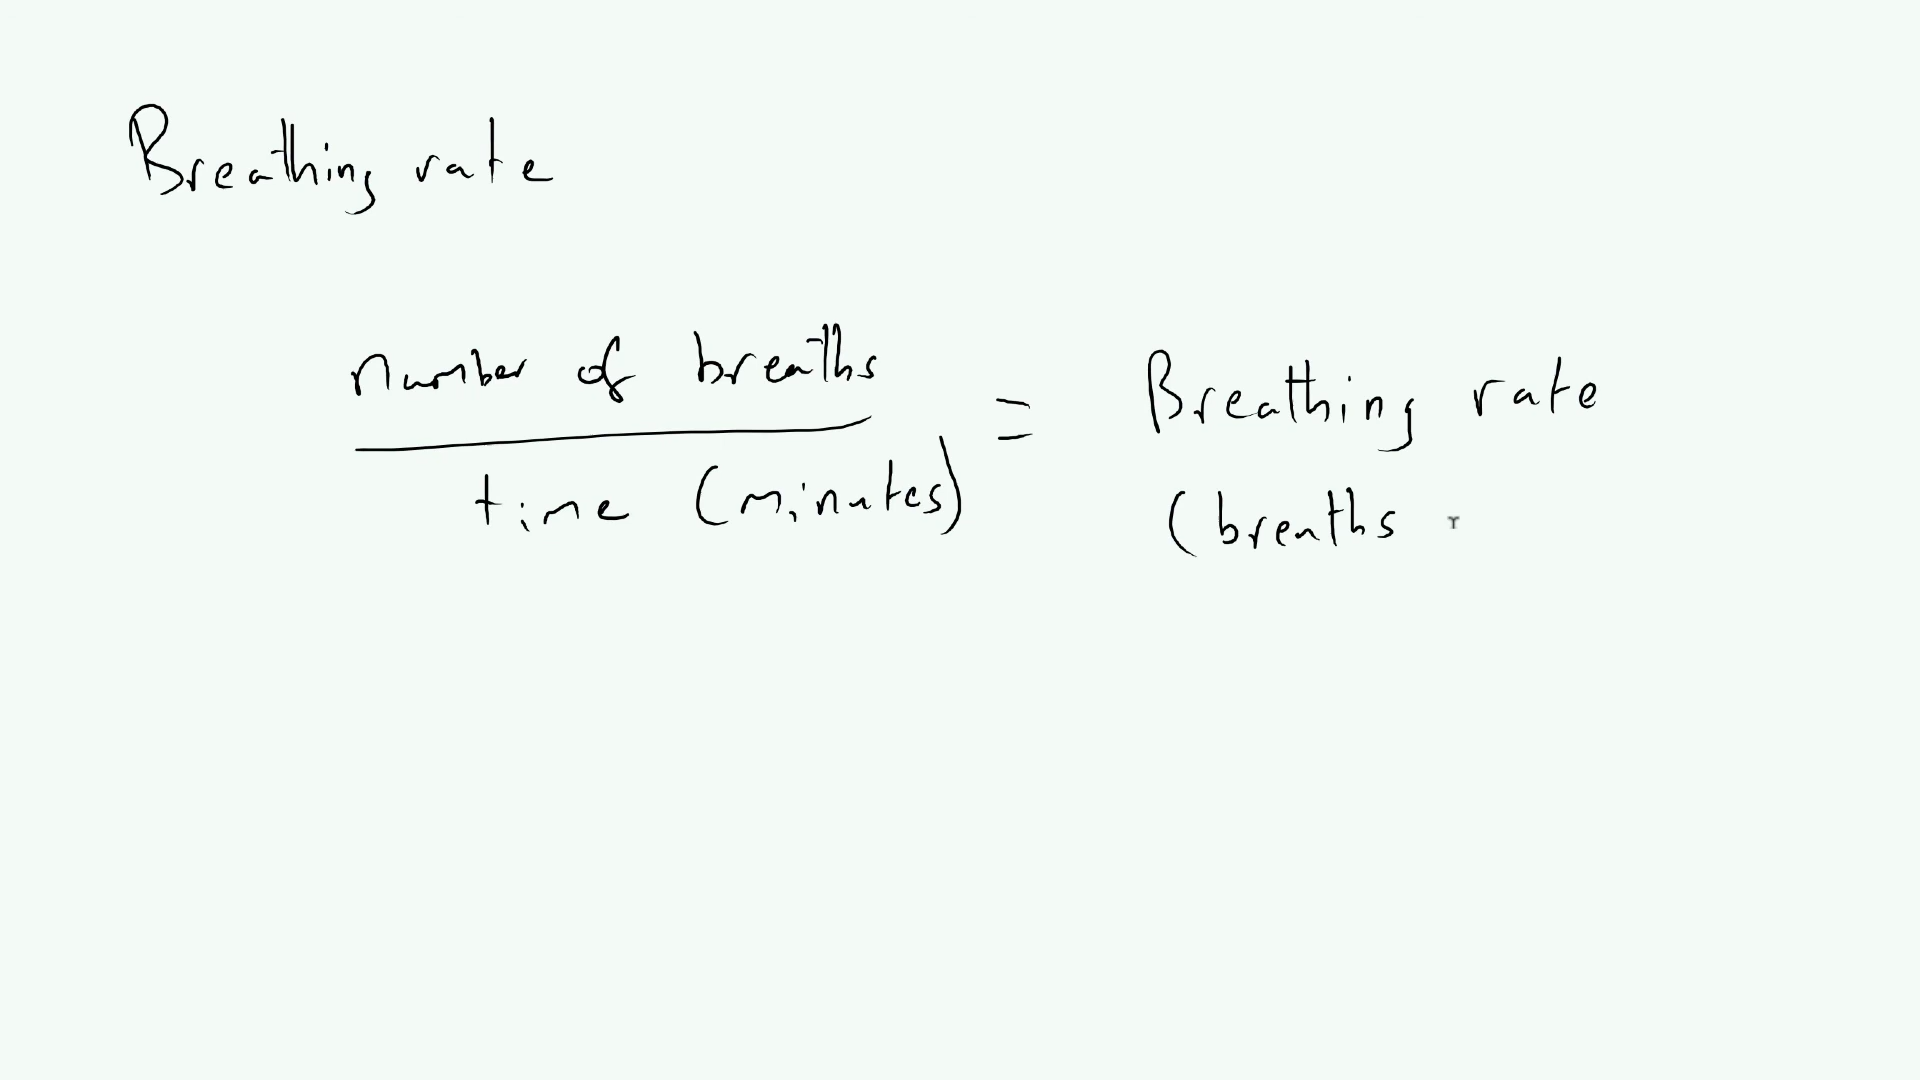 Breathing rate
number of breaths
time (minutes)
= Breathing rate
(breaths